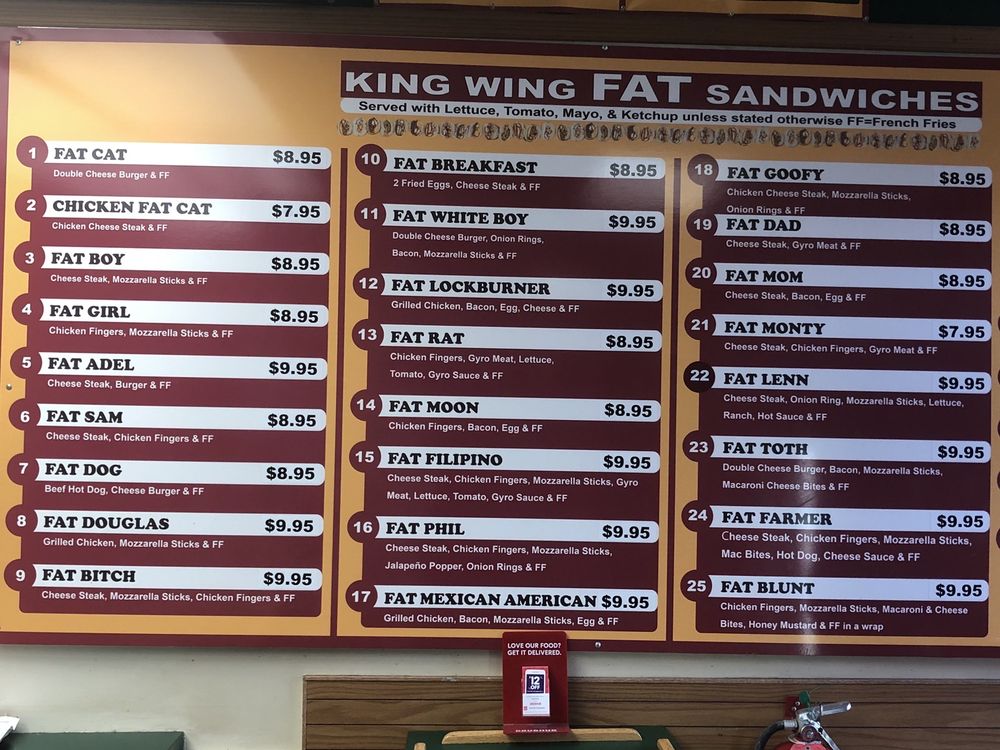 KING WING FAT SANDWICHES
Served with Lettuce, Tomato, Mayo, & Ketchup unless stated otherwise FF=French Fries
1 FAT CAT $8.95
Double Cheese Burger & FF
2 CHICKEN FAT CAT $7.95
Chicken Cheese Steak & FF
3 FAT BOY $8.95
Cheese Steak, Mozzarella Sticks & FF
4 FAT GIRL $8.95
Chicken Fingers, Mozzarella Sticks & FF
5 FAT ADEL $9.95
Cheese Steak, Burger & FF
6 FAT SAM $8.95
Cheese Steak, Chicken Fingers & FF
7 FAT DOG $8.95
Beef Hot Dog, Cheese Burger & FF
8 FAT DOUGLAS $9.95
Grilled Chicken, Mozzarella Sticks & FF
9 FAT BITCH $9.95
Cheese Steak, Mozzarella Sticks, Chicken Fingers & FF
10 FAT BREAKFAST $8.95
2 Fried Eggs, Cheese Steak & FF
11 FAT WHITE BOY $9.95
Double Cheese Burger, Onion Rings,
Bacon, Mozzarella Sticks & FF
12 FAT LOCKBURNER $9.95
Grilled Chicken, Bacon, Egg, Cheese & FF
13 FAT RAT $8.95
Chicken Fingers, Gyro Meat, Lettuce,
Tomato, Gyro Sauce & FF
14 FAT MOON $8.95
Chicken Fingers, Bacon, Egg & FF
15 FAT FILIPINO $9.95
Cheese Steak, Chicken Fingers, Mozzarella Sticks, Gyro
Meat, Lettuce, Tomato, Gyro Sauce & FF
16 FAT PHIL $9.95
Cheese Steak, Chicken Fingers, Mozzarella Sticks,
Jalapeño Popper, Onion Rings & FF
17 FAT MEXICAN AMERICAN $9.95
Grilled Chicken, Bacon, Mozzarella Sticks, Egg & FF
18 FAT GOOFY $8.95
Chicken Cheese Steak, Mozzarella Sticks,
Onion Rings & FF
19 FAT DAD $8.95
Cheese Steak, Gyro Meat & FF
20 FAT MOM $8.95
Cheese Steak, Bacon, Egg & FF
21 FAT MONTY $7.95
Cheese Steak, Chicken Fingers, Gyro Meat & FF
22 FAT LENN $9.95
Cheese Steak, Onion Ring, Mozzarella Sticks, Lettuce,
Ranch, Hot Sauce & FF
23 FAT TOTH $9.95
Double Cheese Burger, Bacon, Mozzarella Sticks,
Macaroni Cheese Bites & FF
24 FAT FARMER $9.95
Cheese Steak, Chicken Fingers, Mozzarella Sticks,
Mac Bites, Hot Dog, Cheese Sauce & FF
25 FAT BLUNT $9.95
Chicken Fingers, Mozzarella Sticks, Macaroni & Cheese
Bites, Honey Mustard & FF in a wrap
LOVE OUR FOOD?
GET IT DELIVERED.
$12
OFF